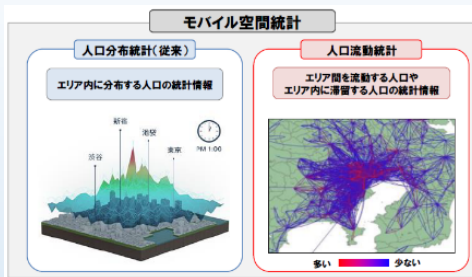 モバイル空間統計
人口分布統計(従来)
エリア内に分布する人口の統計情報
新宿
池袋
渋谷
東京
PM 1:00
人口流動統計
エリア間を流動する人口や
エリア内に滞留する人口の統計情報
多い
少ない